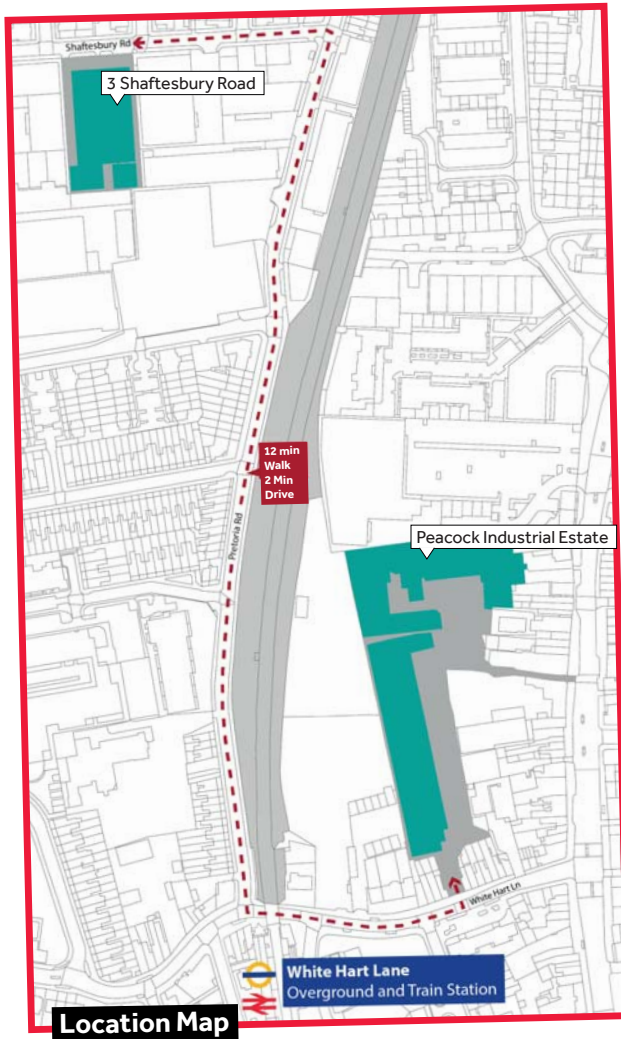 Shaftesbury Rd
3 Shaftesbury Road
12 min
Walk
2 Min
Drive
Pretoria Rd
Peacock Industrial Estate
White Hart Ln
White Hart Lane
Overground and Train Station
Location Map